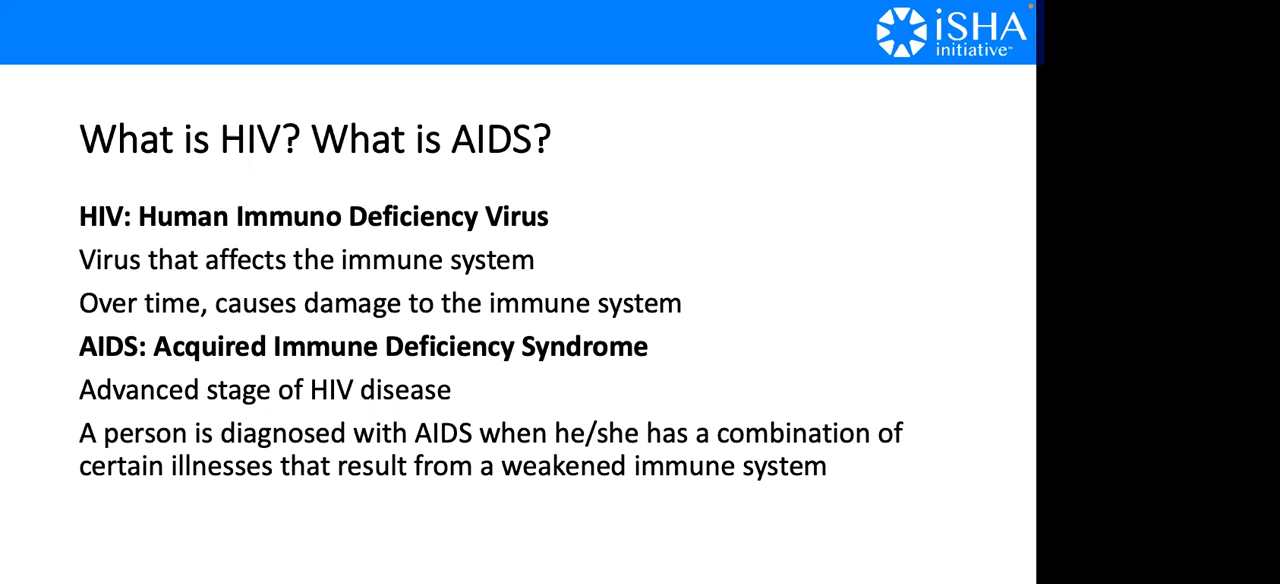 iSHA
initiative™
What is HIV? What is AIDS?
HIV: Human Immuno Deficiency Virus
Virus that affects the immune system
Over time, causes damage to the immune system
AIDS: Acquired Immune Deficiency Syndrome
Advanced stage of HIV disease
A person is diagnosed with AIDS when he/she has a combination of
certain illnesses that result from a weakened immune system